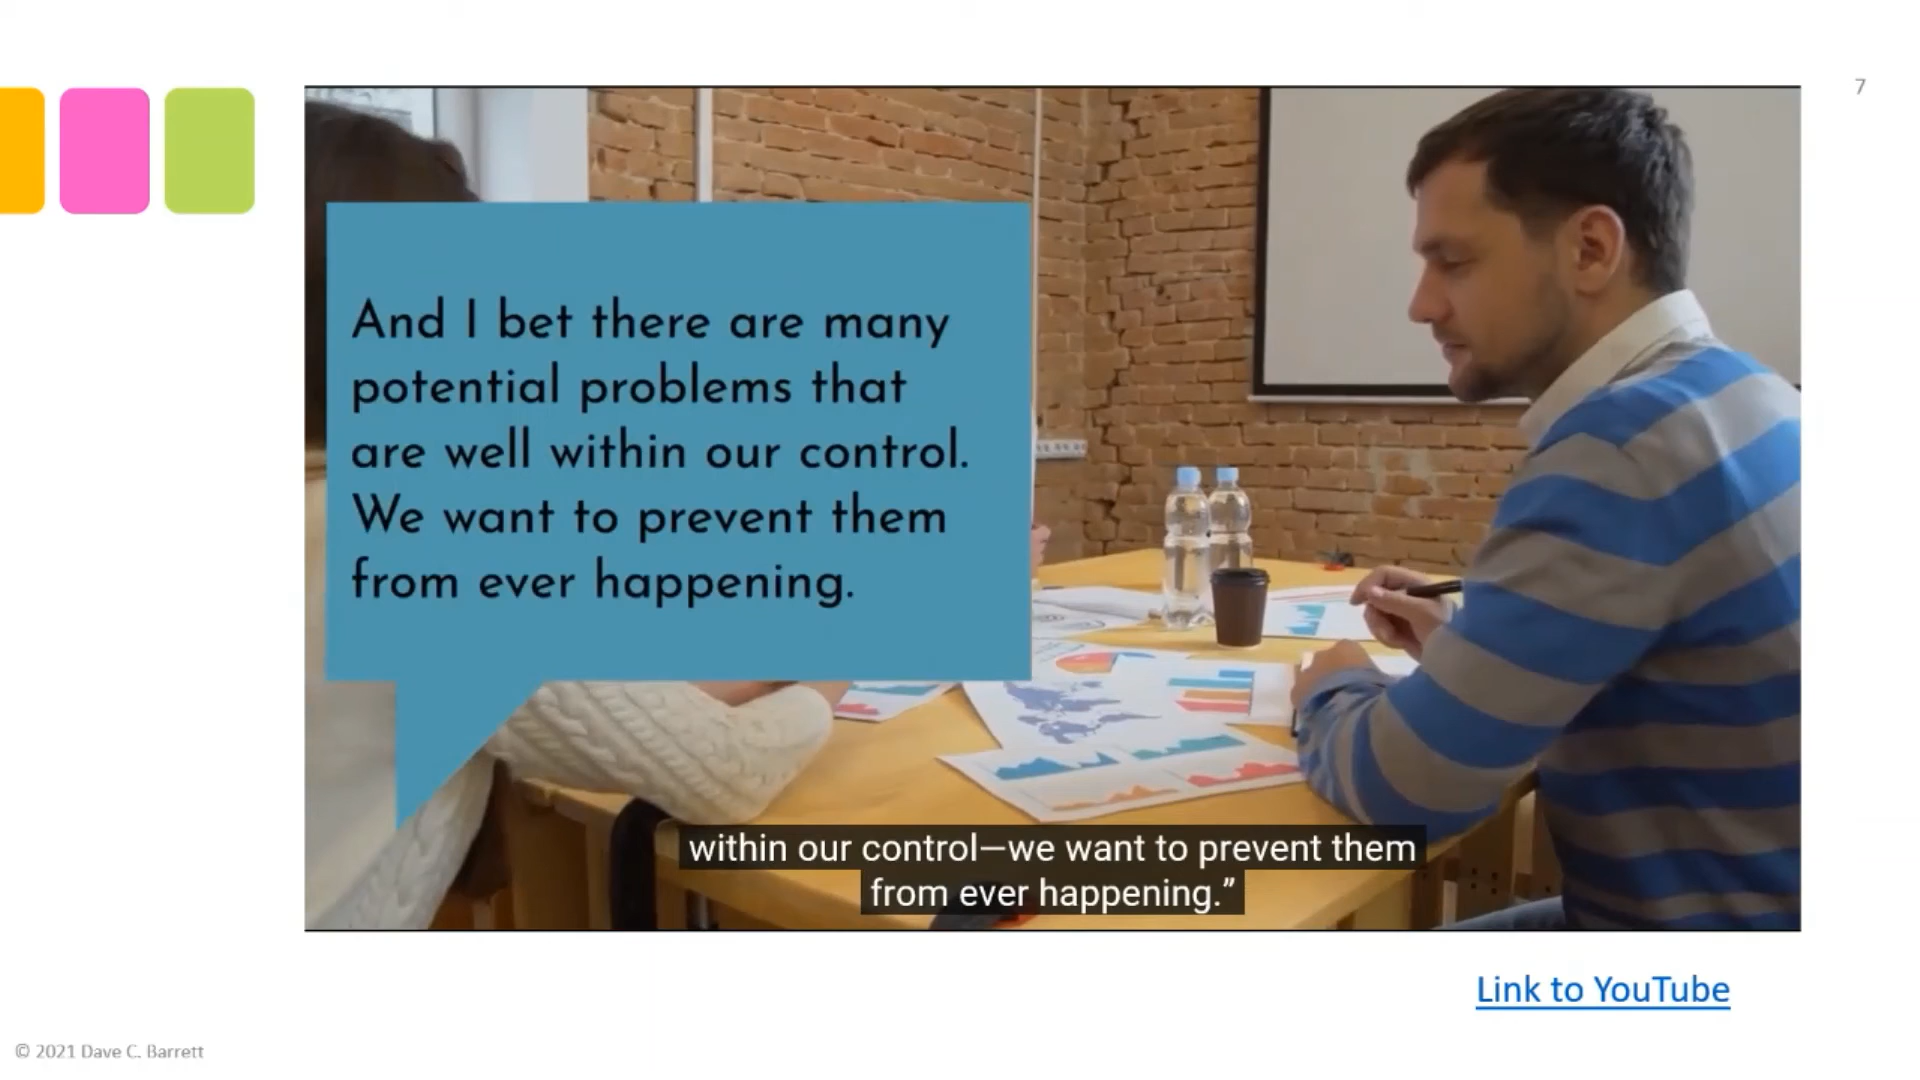 7
And I bet there are many
potential problems that
are well within our control.
We want to prevent them
from ever happening.
within our control—we want to prevent them
from ever happening.”
Link to YouTube
© 2021 Dave C. Barrett